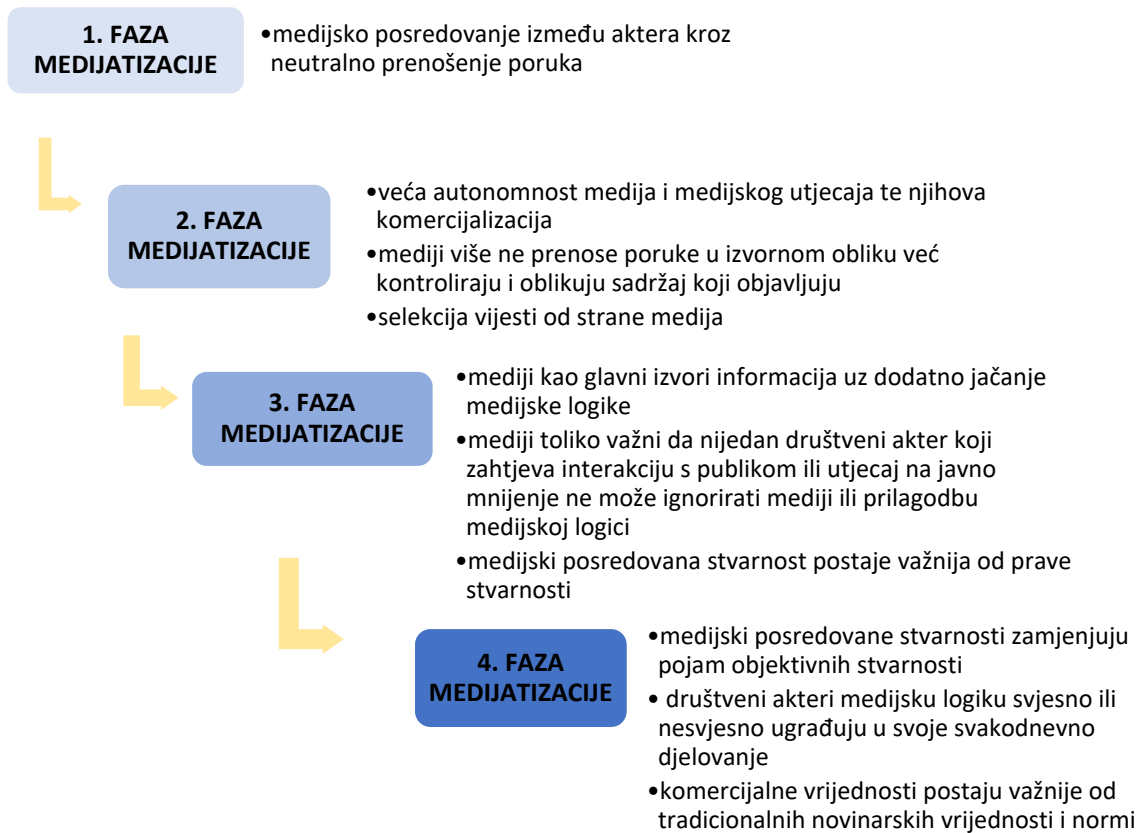 1. FAZA
MEDIJATIZACIJE
•medijsko posredovanje između aktera kroz
neutralno prenošenje poruka
2. FAZA
MEDIJATIZACIJE
•veća autonomnost medija i medijskog utjecaja te njihova
komercijalizacija
•mediji više ne prenose poruke u izvornom obliku već
kontroliraju i oblikuju sadržaj koji objavljuju
•selekcija vijesti od strane medija
3. FAZA
MEDIJATIZACIJE
•mediji kao glavni izvori informacija uz dodatno jačanje
medijske logike
•mediji toliko važni da nijedan društveni akter koji
zahtjeva interakciju s publikom ili utjecaj na javno
mnijenje ne može ignorirati mediji ili prilagodbu
medijskoj logici
•medijski posredovana stvarnost postaje važnija od prave
stvarnosti
4. FAZA
MEDIJATIZACIJE
•medijski posredovane stvarnosti zamjenjuju
pojam objektivnih stvarnosti
• društveni akteri medijsku logiku svjesno ili
nesvjesno ugrađuju u svoje svakodnevno
djelovanje
•komercijalne vrijednosti postaju važnije od
tradicionalnih novinarskih vrijednosti i normi